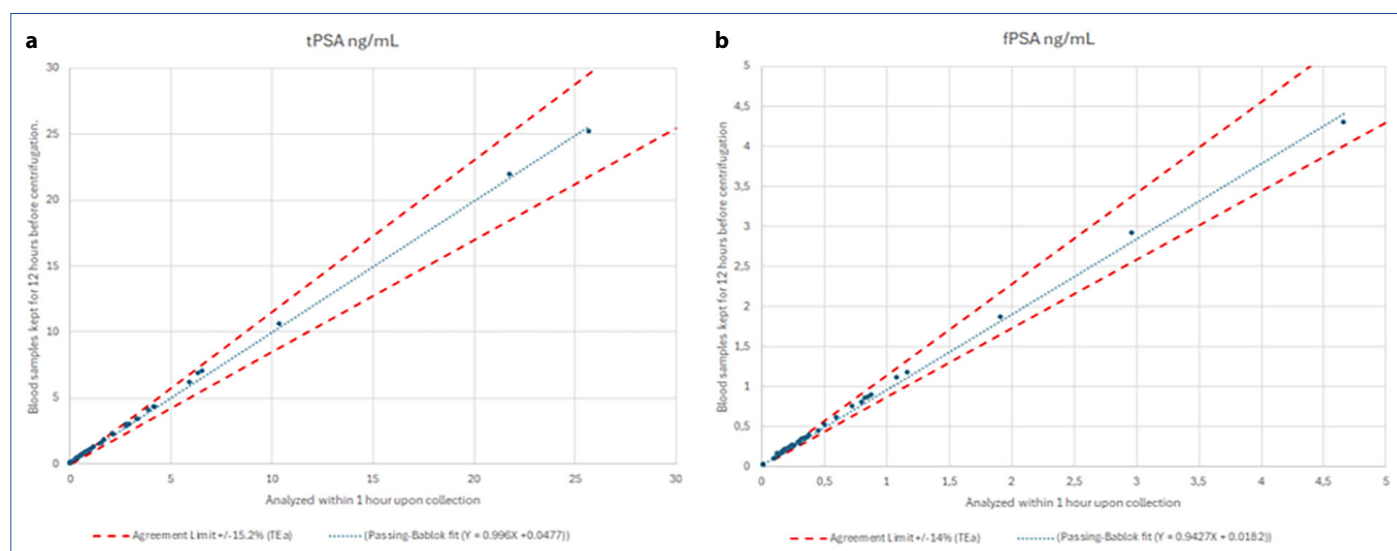 a
tPSA ng/mL
30
25
20
15
10
5
0
0 5 10 15 20 25 30
Blood samples kept for 12 hours before centrifugation.
Analyzed within 1 hour upon collection
Agreement Limit +/-15.2% (TEa) (Passing-Bablok fit (Y = 0.996X +0.0477))
b
fPSA ng/mL
5
4,5
4
3,5
3
2,5
2
1,5
1
0,5
0
0 0,5 1 1,5 2 2,5 3 3,5 4 4,5 5
Blood samples kept for 12 hours before centrifugation
Analyzed within 1 hour upon collection
Agreement Limit +/-14% (TEa) (Passing-Bablok fit (Y = 0.9427X + 0.0182))